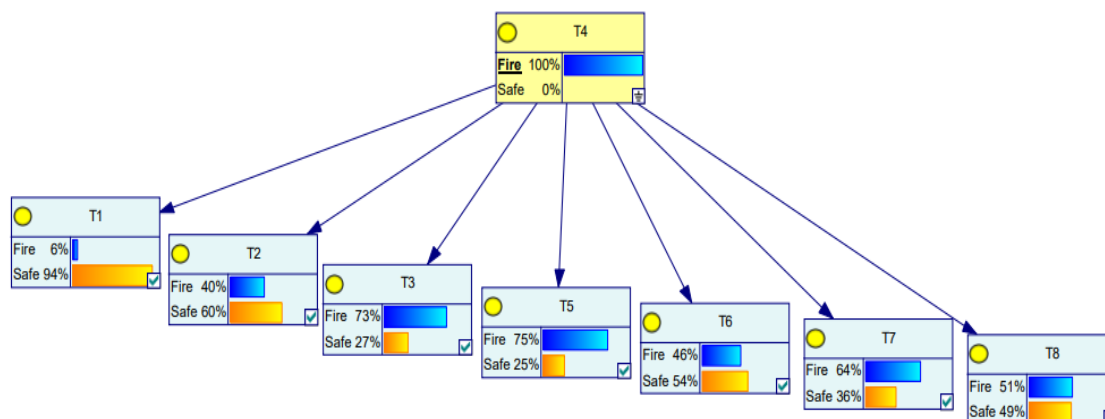 T4
Fire 100%
Safe 0%
T1
Fire 6%
Safe 94%
T2
Fire 40%
Safe 60%
T3
Fire 73%
Safe 27%
T5
Fire 75%
Safe 25%
T6
Fire 46%
Safe 54%
T7
Fire 64%
Safe 36%
T8
Fire 51%
Safe 49%